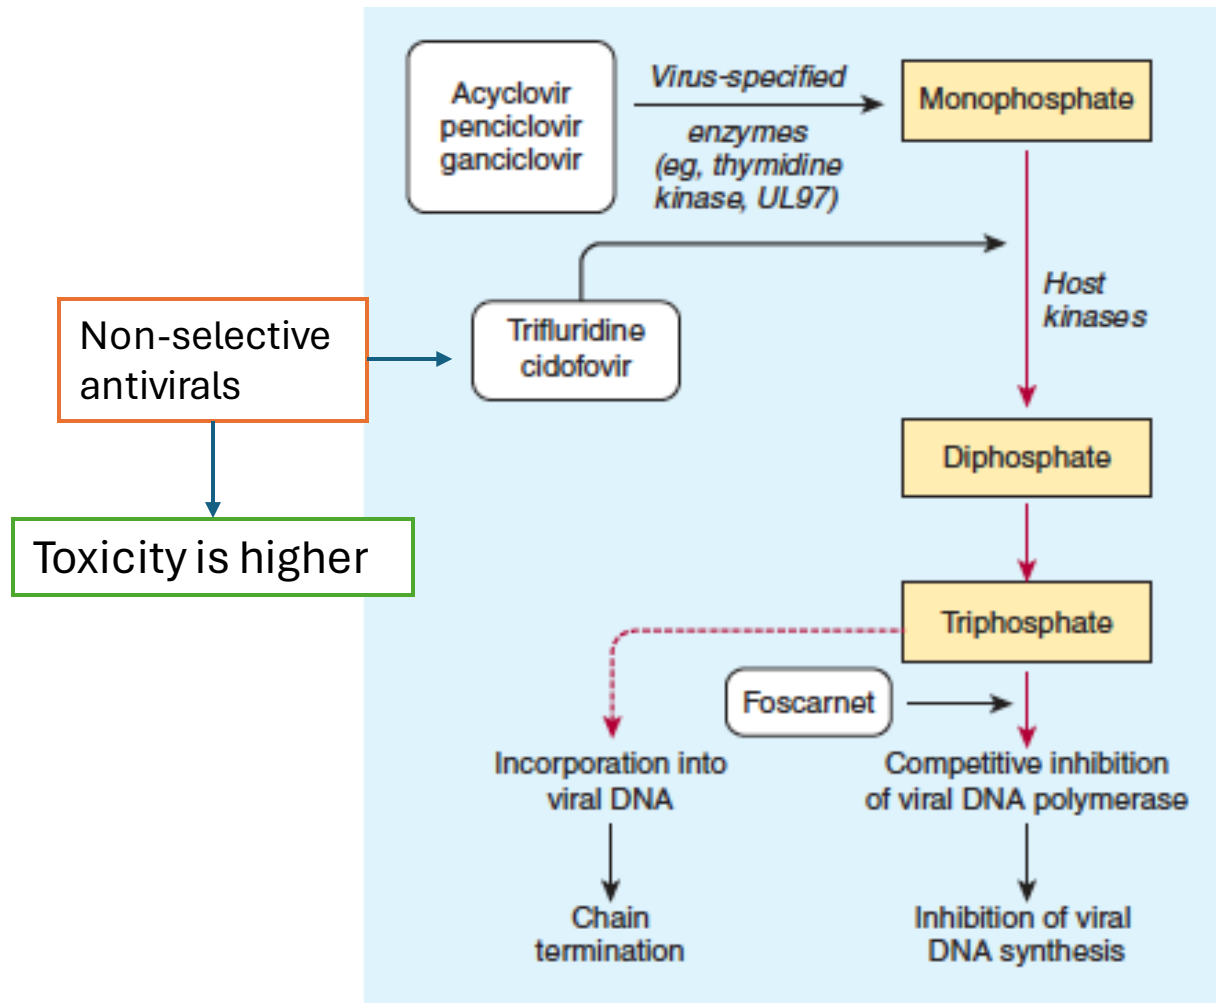 Acyclovir
penciclovir
ganciclovir
Virus-specified
enzymes
(eg, thymidine
kinase, UL97)
Monophosphate
Host
kinases
Non-selective
antivirals
Trifluridine
cidofovir
Toxicity is higher
Diphosphate
Triphosphate
Foscarnet
Incorporation into
viral DNA
Competitive inhibition
of viral DNA polymerase
Chain
termination
Inhibition of viral
DNA synthesis